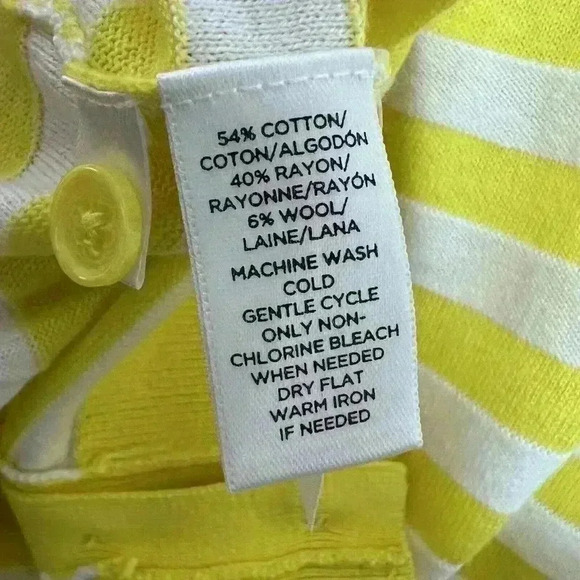 54% COTTON/
COTON/ALGODÓN
40% RAYON/
RAYONNE/RAYÓN
6% WOOL/
LAINE/LANA
MACHINE WASH
COLD
GENTLE CYCLE
ONLY NON-
CHLORINE BLEACH
WHEN NEEDED
DRY FLAT
WARM IRON
IF NEEDED